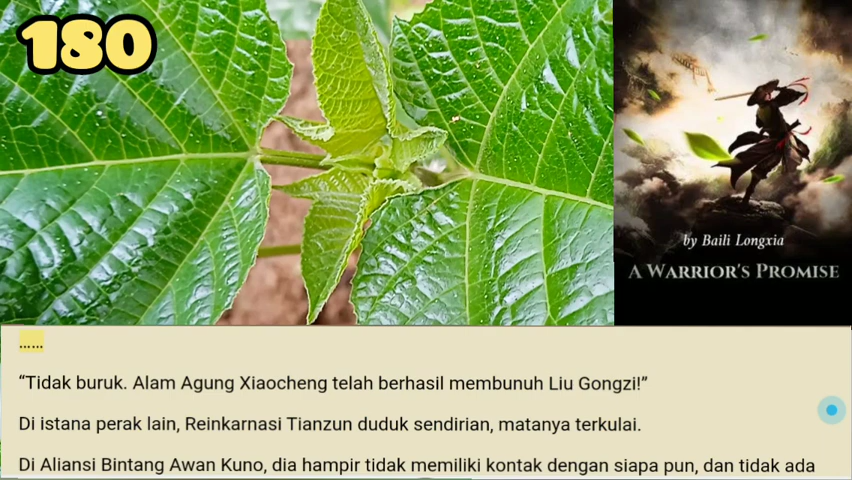 180
by Baili Longxia
A WARRIOR'S PROMISE
......
“Tidak buruk. Alam Agung Xiaocheng telah berhasil membunuh Liu Gongzi!”
Di istana perak lain, Reinkarnasi Tianzun duduk sendirian, matanya terkulai.
Di Aliansi Bintang Awan Kuno, dia hampir tidak memiliki kontak dengan siapa pun, dan tidak ada